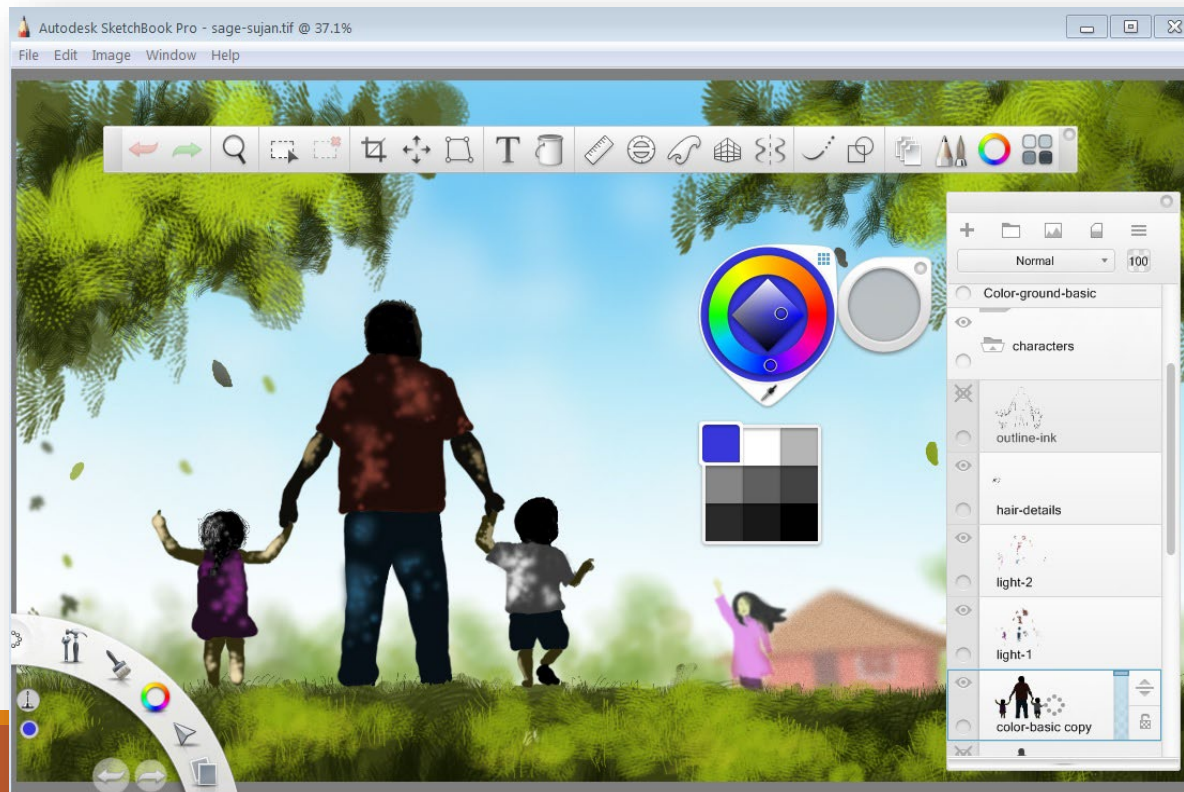 Autodesk SketchBook Pro - sage-sujan.tif @ 37.1%
File Edit Image Window Help
T
Normal 100
Color-ground-basic
characters
outline-ink
hair-details
light-2
light-1
color-basic copy